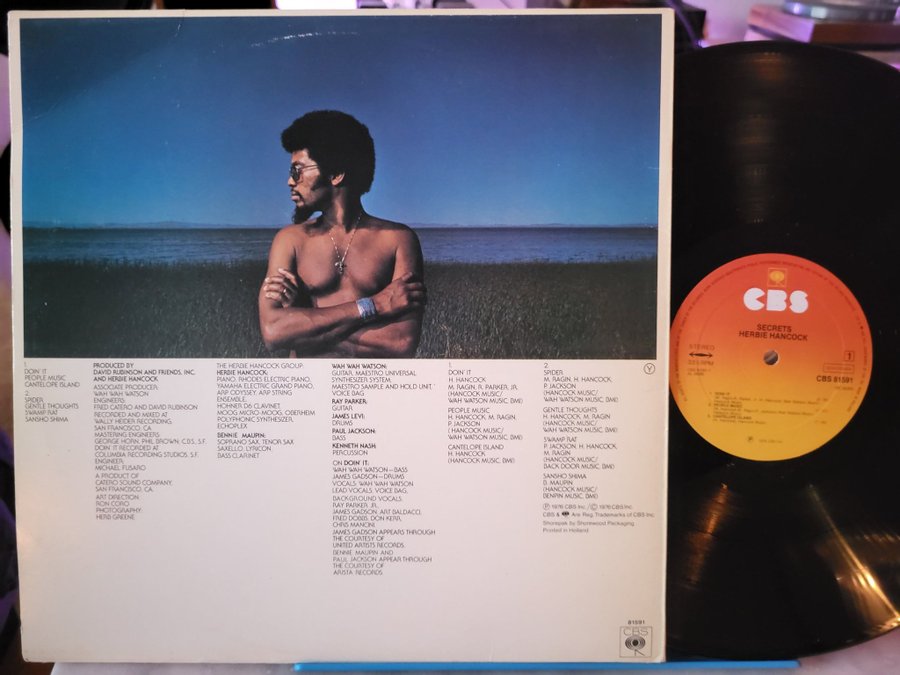 1.
DOIN' IT
PEOPLE MUSIC
CANTELOPE ISLAND
2.
SPIDER
GENTLE THOUGHTS
SWAMP RAT
SANSHO SHIMA
PRODUCED BY
DAVID RUBINSON AND FRIENDS, INC.
AND HERBIE HANCOCK
ASSOCIATE PRODUCER:
WAH WAH WATSON
ENGINEERS:
FRED CATERO AND DAVID RUBINSON
RECORDED AND MIXED AT
WALLY HEIDER RECORDING,
SAN FRANCISCO, CA
MASTERING ENGINEERS:
GEORGE HORN, PHIL BROWN; CBS, S.F.
DOIN' IT RECORDED AT
COLUMBIA RECORDING STUDIOS, S.F.
ENGINEER:
MICHAEL FUSARO
A PRODUCT OF
CATERO SOUND COMPANY,
SAN FRANCISCO, CA.
ART DIRECTION:
RON CORO
PHOTOGRAPHY:
HERB GREENE
THE HERBIE HANCOCK GROUP:
HERBIE HANCOCK:
PIANO, RHODES ELECTRIC PIANO,
YAMAHA ELECTRIC GRAND PIANO,
ARP ODYSSEY, ARP STRING
ENSEMBLE,
HOHNER D6 CLAVINET,
MOOG MICRO-MOOG, OBERHEIM
POLYPHONIC SYNTHESIZER,
ECHOPLEX
BENNIE MAUPIN:
SOPRANO SAX, TENOR SAX,
SAXELLO, LYRICON,
BASS CLARINET
WAH WAH WATSON:
GUITAR, MAESTRO UNIVERSAL
SYNTHESIZER SYSTEM,
MAESTRO SAMPLE AND HOLD UNIT,
VOICE BAG
RAY PARKER:
GUITAR
JAMES LEVI:
DRUMS
PAUL JACKSON:
BASS
KENNETH NASH:
PERCUSSION
ON DOIN' IT:
WAH WAH WATSON—BASS
JAMES GADSON—DRUMS
VOCALS: WAH WAH WATSON
LEAD VOCALS, VOICE BAG,
BACKGROUND VOCALS:
RAY PARKER, JR.,
JAMES GADSON, ART BALDACCO,
FRED DOBBS, DON KERR,
CHRIS MANCINI
JAMES GADSON APPEARS THROUGH
THE COURTESY OF
UNITED ARTISTS RECORDS
BENNIE MAUPIN AND
PAUL JACKSON APPEAR THROUGH
THE COURTESY OF
ARISTA RECORDS
1.
DOIN' IT
H. HANCOCK
M. RAGIN, R. PARKER, JR.
(HANCOCK MUSIC/
WAH WATSON MUSIC, BMI)
PEOPLE MUSIC
H. HANCOCK, M. RAGIN,
P. JACKSON
(HANCOCK MUSIC/
WAH WATSON MUSIC, BMI)
CANTELOPE ISLAND
H. HANCOCK
(HANCOCK MUSIC, BMI)
2.
SPIDER
M. RAGIN, H. HANCOCK,
P. JACKSON
(HANCOCK MUSIC/
WAH WATSON MUSIC, BMI)
GENTLE THOUGHTS
H. HANCOCK, M. RAGIN
(HANCOCK MUSIC/
WAH WATSON MUSIC, BMI)
SWAMP RAT
P. JACKSON, H. HANCOCK,
M. RAGIN
(HANCOCK MUSIC/
BACK DOOR MUSIC, BMI)
SANSHO SHIMA
B. MAUPIN
(HANCOCK MUSIC/
BENPIN MUSIC, BMI)
Ⓟ 1976 CBS Inc./© 1976 CBS Inc.
CBS & Are Reg. Trademarks of CBS Inc.
Shorepak by Shorewood Packaging
Printed in Holland
Y
81591
CBS
CBS
SECRETS
HERBIE HANCOCK
STEREO
33⅓ RPM
1
CBS 81591